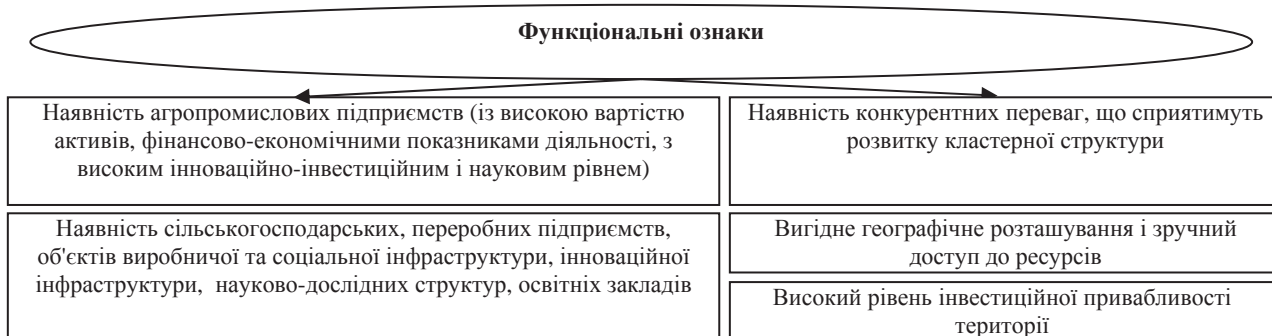 Функціональні ознаки
Наявність агропромислових підприємств (із високою вартістю
активів, фінансово-економічними показниками діяльності, з
високим інноваційно-інвестиційним і науковим рівнем)
Наявність сільськогосподарських, переробних підприємств,
об'єктів виробничої та соціальної інфраструктури, інноваційної
інфраструктури, науково-дослідних структур, освітніх закладів
Наявність конкурентних переваг, що сприятимуть
розвитку кластерної структури
Вигідне географічне розташування і зручний
доступ до ресурсів
Високий рівень інвестиційної привабливості
території